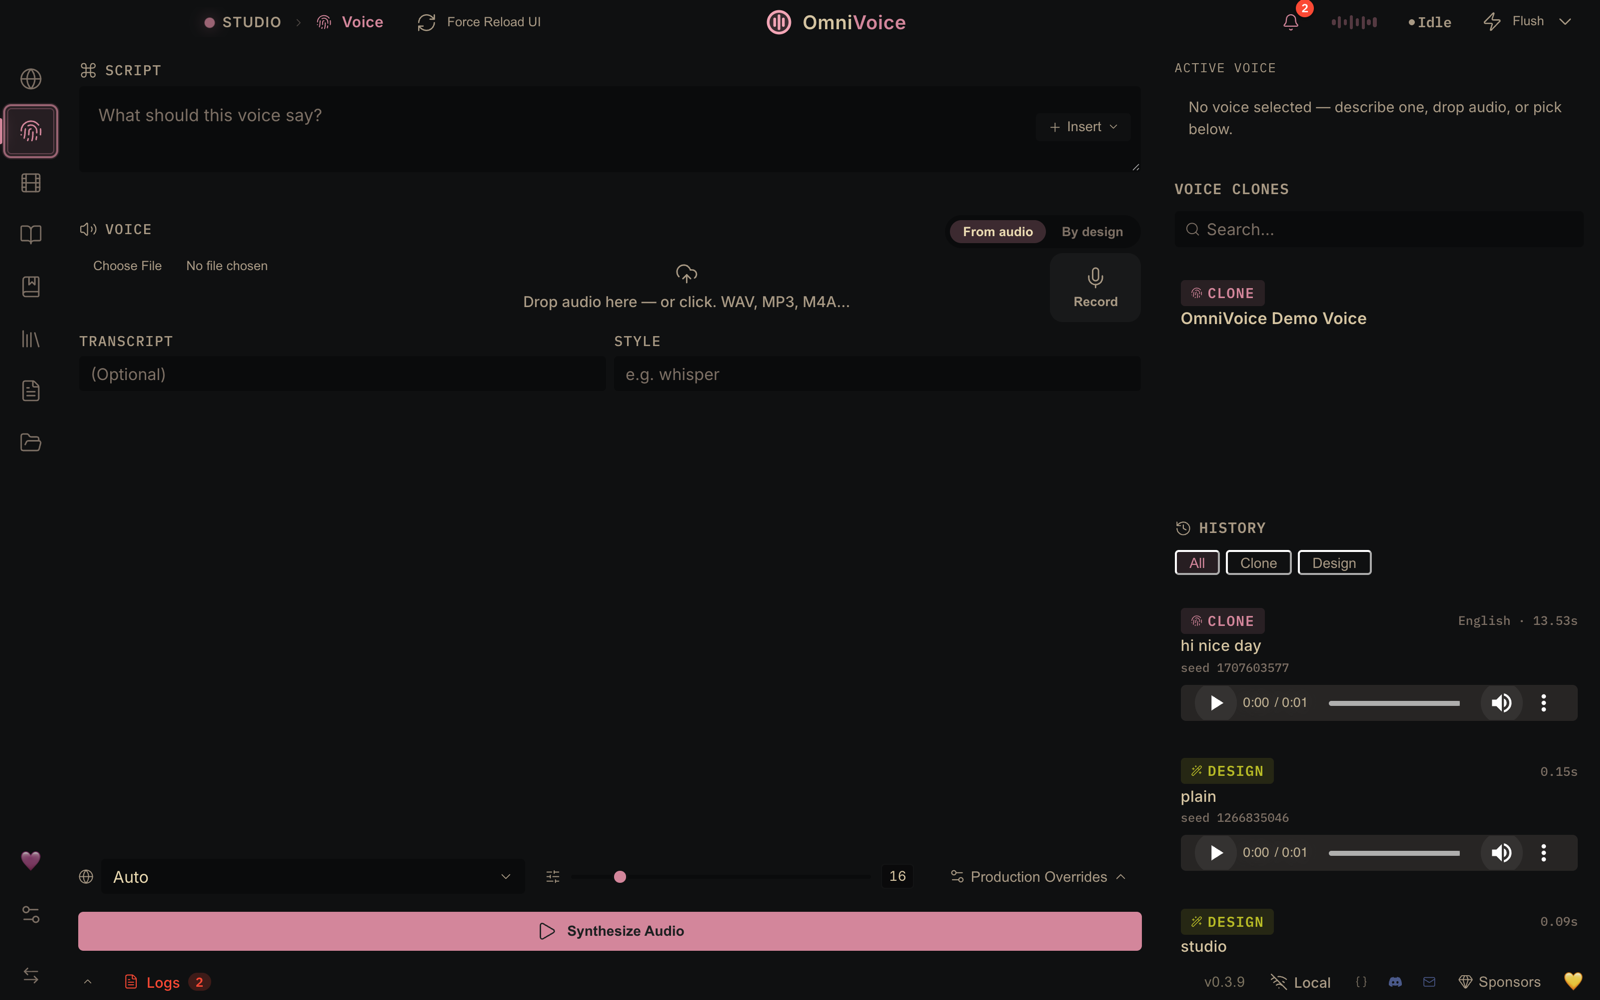 STUDIO › Voice
Force Reload UI
OmniVoice
2
Idle
Flush
SCRIPT
What should this voice say?
+ Insert
VOICE
From audio
By design
Choose File
No file chosen
Drop audio here — or click. WAV, MP3, M4A...
Record
TRANSCRIPT
(Optional)
STYLE
e.g. whisper
Auto
16
Production Overrides
Synthesize Audio
ACTIVE VOICE
No voice selected — describe one, drop audio, or pick
below.
VOICE CLONES
Search...
CLONE
OmniVoice Demo Voice
HISTORY
All
Clone
Design
CLONE
English · 13.53s
hi nice day
seed 1707603577
0:00 / 0:01
DESIGN
0.15s
plain
seed 1266835046
0:00 / 0:01
DESIGN
0.09s
studio
Logs 2
v0.3.9
Local
Sponsors